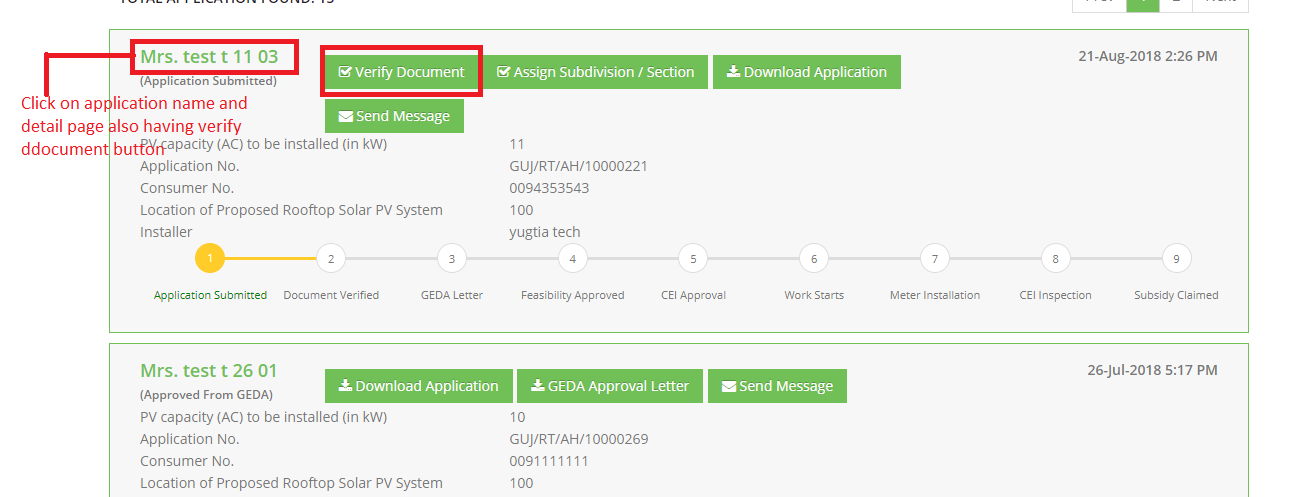 TOTAL APPLICATION FOUND: 15
Prev 1 2 Next
Mrs. test t 11 03
(Application Submitted)
Verify Document
Assign Subdivision / Section
Download Application
21-Aug-2018 2:26 PM
Send Message
Click on application name and
detail page also having verify
ddocument button
PV capacity (AC) to be installed (in kW) 11
Application No. GUJ/RT/AH/10000221
Consumer No. 0094353543
Location of Proposed Rooftop Solar PV System 100
Installer yugtia tech
1 2 3 4 5 6 7 8 9
Application Submitted Document Verified GEDA Letter Feasibility Approved CEI Approval Work Starts Meter Installation CEI Inspection Subsidy Claimed
Mrs. test t 26 01
(Approved From GEDA)
Download Application
GEDA Approval Letter
Send Message
26-Jul-2018 5:17 PM
PV capacity (AC) to be installed (in kW) 10
Application No. GUJ/RT/AH/10000269
Consumer No. 0091111111
Location of Proposed Rooftop Solar PV System 100